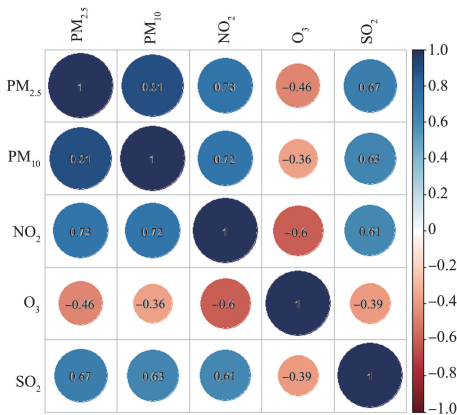 PM₂.₅ PM₁₀ NO₂ O₃ SO₂
PM₂.₅ 1 0.91 0.73 −0.46 0.67 1.0
0.8
PM₁₀ 0.91 1 0.72 −0.36 0.63 0.6
0.4
0.2
NO₂ 0.73 0.72 1 −0.6 0.61 0
−0.2
O₃ −0.46 −0.36 −0.6 1 −0.39 −0.4
−0.6
SO₂ 0.67 0.63 0.61 −0.39 1 −0.8
−1.0